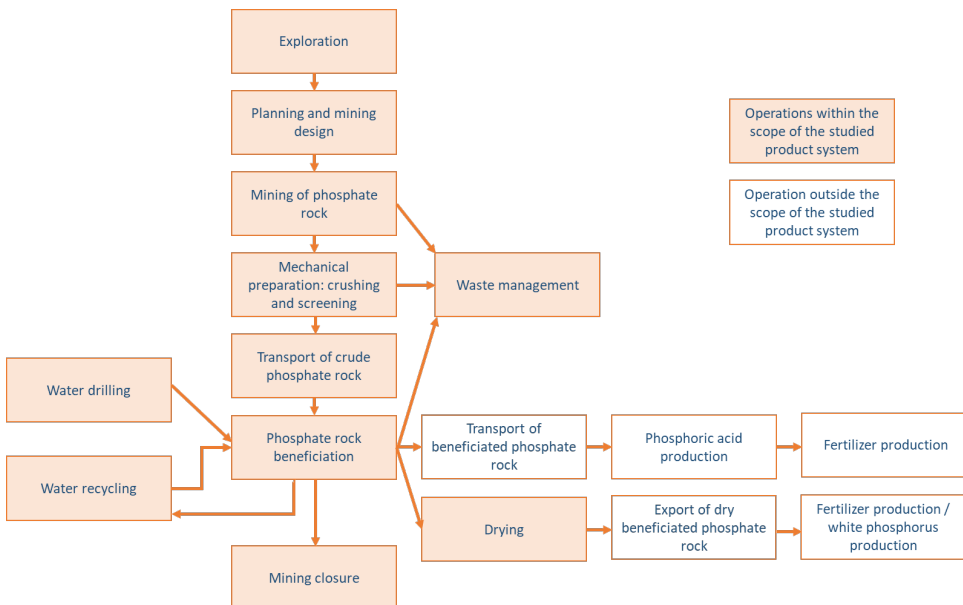 Exploration
Planning and mining
design
Operations within the
scope of the studied
product system
Mining of phosphate
rock
Operation outside the
scope of the studied
product system
Mechanical
preparation: crushing
and screening
Waste management
Transport of crude
phosphate rock
Water drilling
Phosphate rock
beneficiation
Transport of
beneficiated phosphate
rock
Phosphoric acid
production
Fertilizer production
Water recycling
Drying
Export of dry
beneficiated phosphate
rock
Fertilizer production /
white phosphorus
production
Mining closure